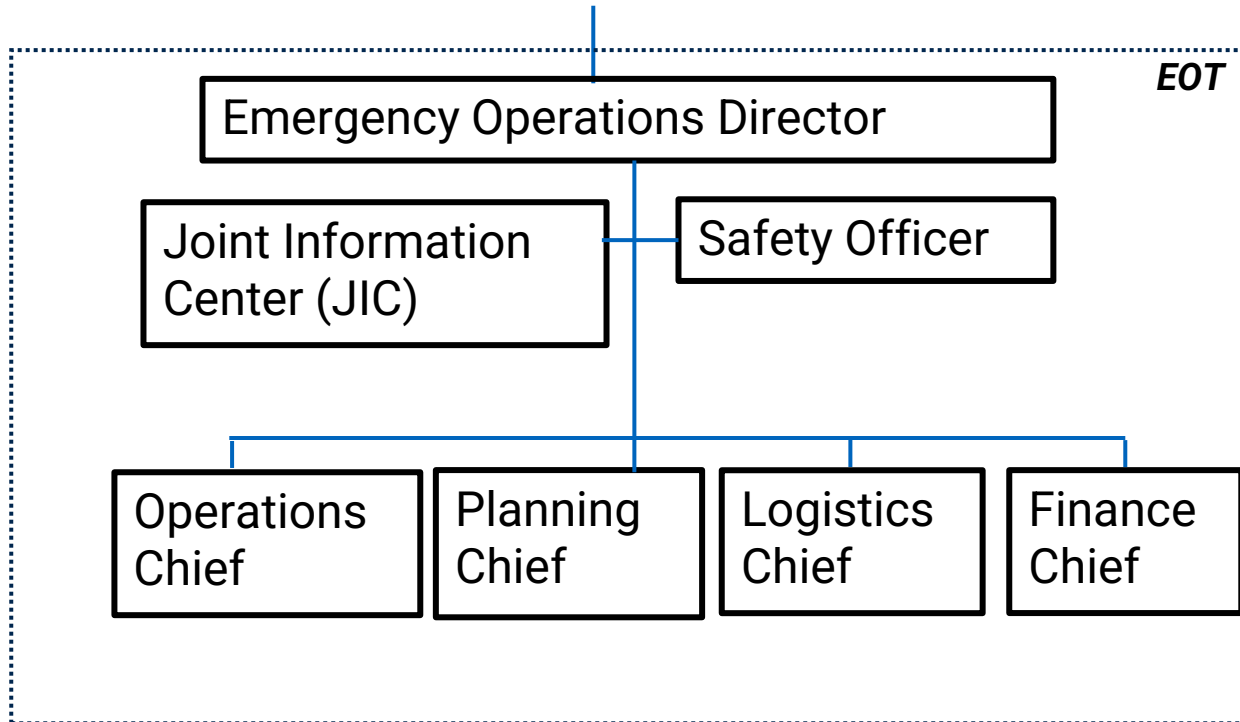 EOT
Emergency Operations Director
Joint Information
Center (JIC)
Safety Officer
Operations
Chief
Planning
Chief
Logistics
Chief
Finance
Chief